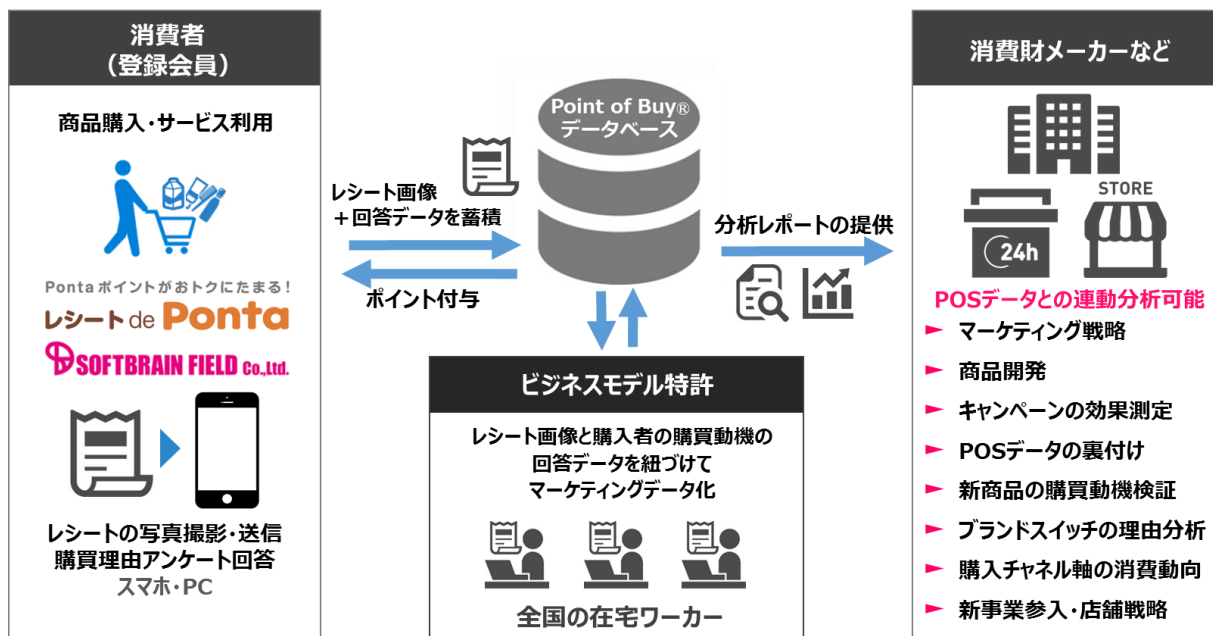 消費者
(登録会員)
商品購入・サービス利用
Pontaポイントがおトクにたまる!
レシート de Ponta
SOFTBRAIN FIELD Co.,Ltd.
レシートの写真撮影・送信
購買理由アンケート回答
スマホ・PC
レシート画像
+回答データを蓄積
ポイント付与
Point of Buy®
データベース
分析レポートの提供
ビジネスモデル特許
レシート画像と購入者の購買動機の
回答データを紐づけて
マーケティングデータ化
全国の在宅ワーカー
消費財メーカーなど
STORE
24h
POSデータとの連動分析可能
► マーケティング戦略
► 商品開発
► キャンペーンの効果測定
► POSデータの裏付け
► 新商品の購買動機検証
► ブランドスイッチの理由分析
► 購入チャネル軸の消費動向
► 新事業参入・店舗戦略